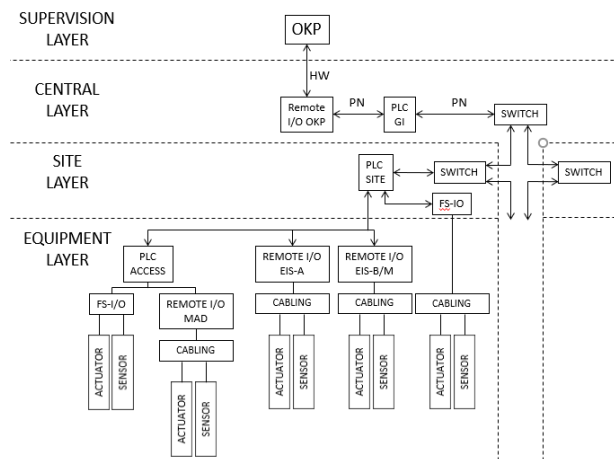 SUPERVISION
LAYER
OKP
HW
CENTRAL
LAYER
Remote
I/O OKP
PN
PLC
GI
PN
SWITCH
SITE
LAYER
PLC
SITE
SWITCH
SWITCH
FS-IO
EQUIPMENT
LAYER
PLC
ACCESS
REMOTE I/O
EIS-A
REMOTE I/O
EIS-B/M
FS-I/O
REMOTE I/O
MAD
CABLING
CABLING
CABLING
CABLING
ACTUATOR
SENSOR
ACTUATOR
SENSOR
ACTUATOR
SENSOR
ACTUATOR
SENSOR
ACTUATOR
SENSOR